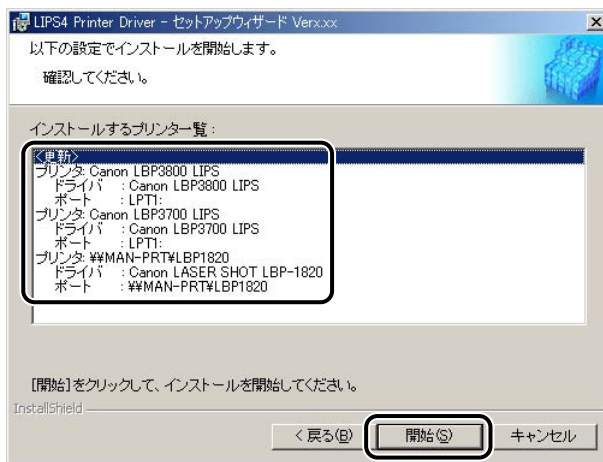 LIPS4 Printer Driver - セットアップウィザード Verx.xx
以下の設定でインストールを開始します。
確認してください。
インストールするプリンター覧：
<更新>
プリンタ: Canon LBP3800 LIPS
ドライバ : Canon LBP3800 LIPS
ポート : LPT1:
プリンタ: Canon LBP3700 LIPS
ドライバ : Canon LBP3700 LIPS
ポート : LPT1:
プリンタ: ¥¥MAN-PRT¥LBP1820
ドライバ : Canon LASER SHOT LBP-1820
ポート : ¥¥MAN-PRT¥LBP1820
[開始]をクリックして、インストールを開始してください。
InstallShield
< 戻る(B) 開始(S) キャンセル